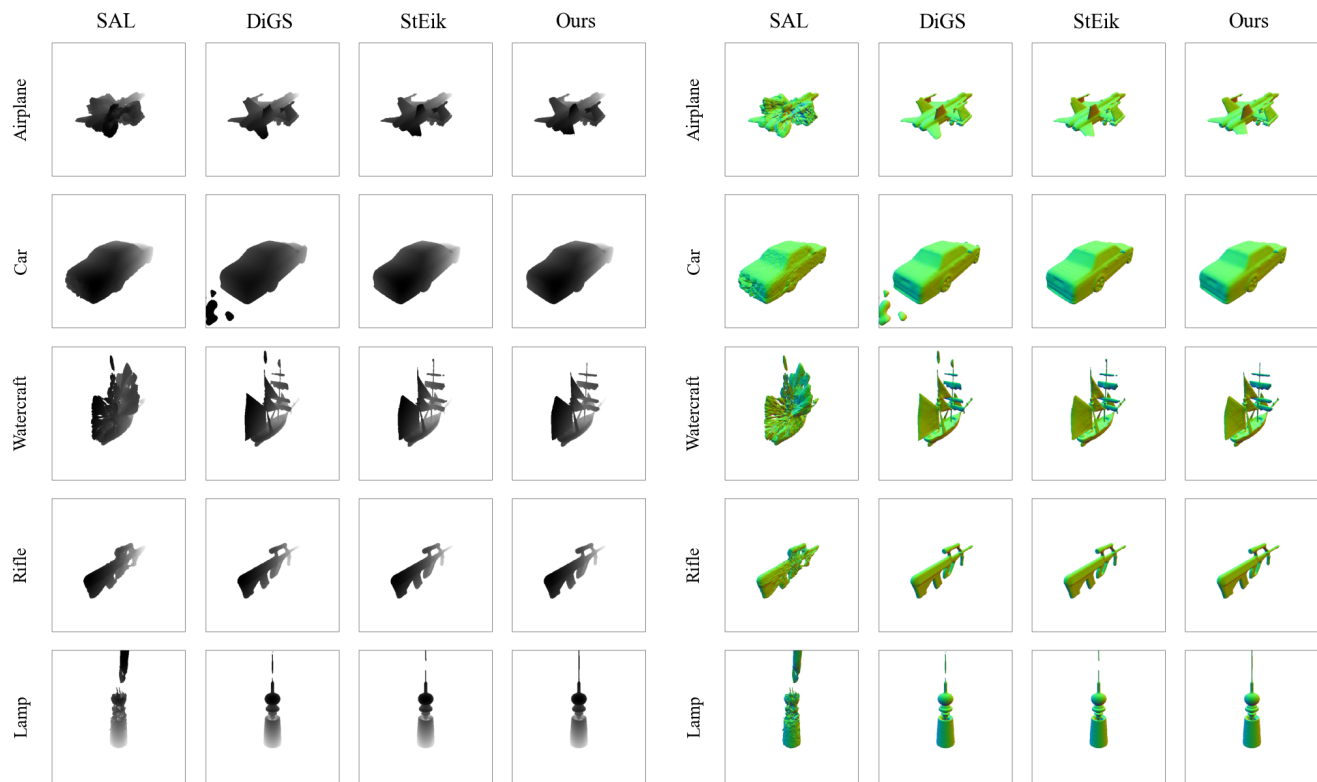 SAL DiGS StEik Ours SAL DiGS StEik Ours
Airplane Airplane
Car Car
Watercraft Watercraft
Rifle Rifle
Lamp Lamp